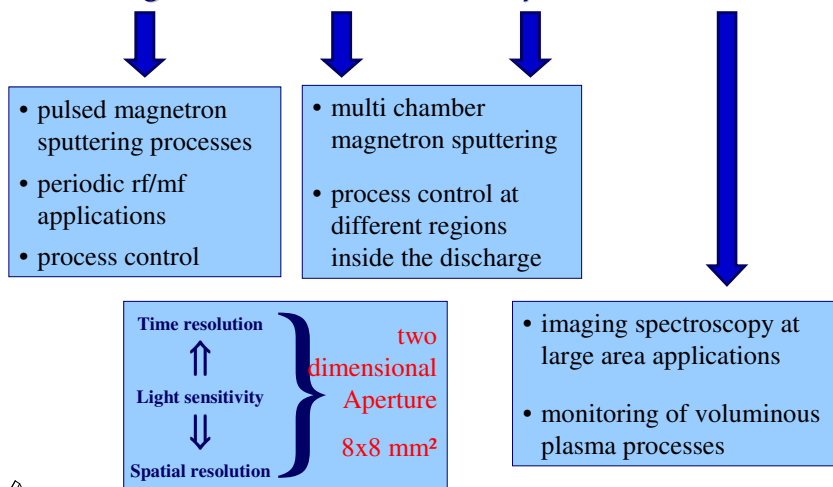 • pulsed magnetron
sputtering processes
• periodic rf/mf
applications
• process control
• multi chamber
magnetron sputtering
• process control at
different regions
inside the discharge
Time resolution
⇑
Light sensitivity
⇓
Spatial resolution
}
two
dimensional
Aperture
8x8 mm²
• imaging spectroscopy at
large area applications
• monitoring of voluminous
plasma processes